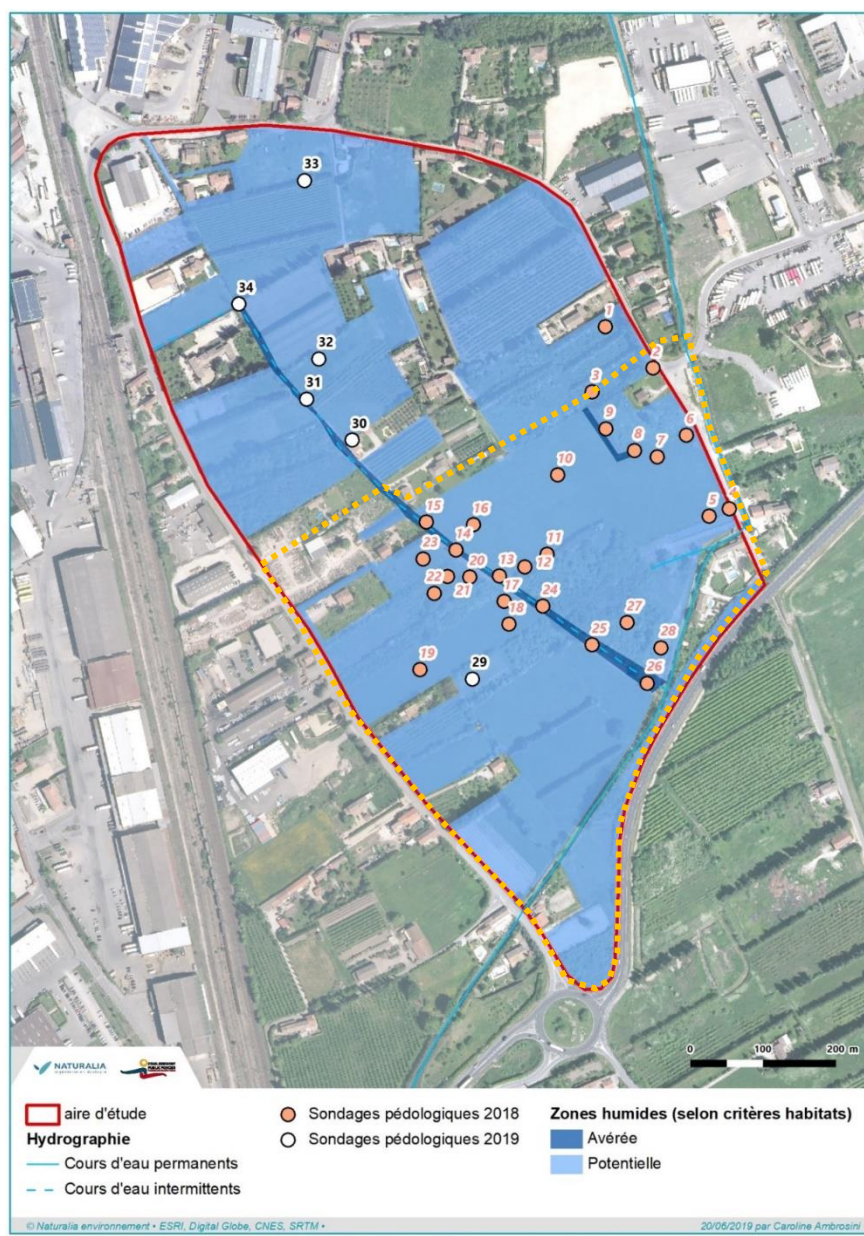 33
34
1
32
2
31
3
6
9
8
7
30
10
5
15
16
14
11
23
13
12
20
22
21
17
24
18
27
25
28
19
29
26
NATURALIA
0 100 200 m
aire d'étude
Hydrographie
Cours d'eau permanents
Cours d'eau intermittents
Sondages pédologiques 2018
Sondages pédologiques 2019
Zones humides (selon critères habitats)
Avérée
Potentielle
© Naturalia environnement • ESRI, Digital Globe, CNES, SRTM •
20/06/2019 par Caroline Ambrosini